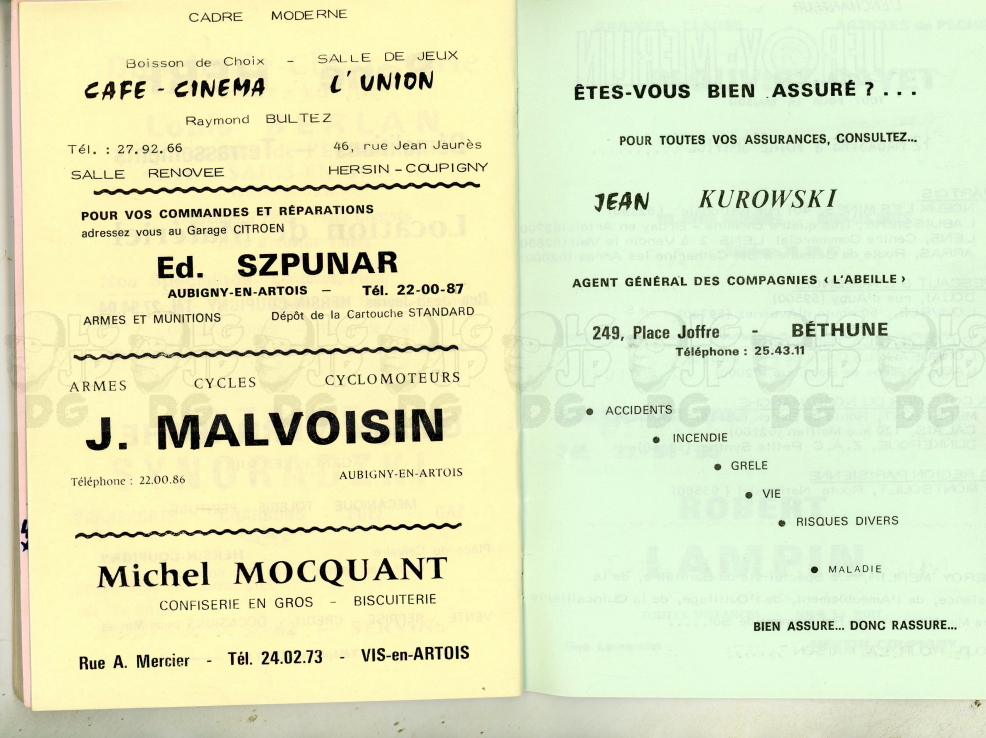 CADRE MODERNE
Boisson de Choix – SALLE DE JEUX
CAFE - CINEMA L'UNION
Raymond BULTEZ
Tél. : 27.92.66 46, rue Jean Jaurès
SALLE RENOVEE HERSIN - COUPIGNY
POUR VOS COMMANDES ET RÉPARATIONS
adressez vous au Garage CITROEN
Ed. SZPUNAR
AUBIGNY-EN-ARTOIS – Tél. 22-00-87
ARMES ET MUNITIONS Dépôt de la Cartouche STANDARD
ARMES CYCLES CYCLOMOTEURS
J. MALVOISIN
Téléphone : 22.00.86 AUBIGNY-EN-ARTOIS
Michel MOCQUANT
CONFISERIE EN GROS – BISCUITERIE
Rue A. Mercier - Tél. 24.02.73 - VIS-en-ARTOIS
ÊTES-VOUS BIEN ASSURÉ ? . . .
POUR TOUTES VOS ASSURANCES, CONSULTEZ...
JEAN KUROWSKI
AGENT GÉNÉRAL DES COMPAGNIES ‹ L'ABEILLE ›
249, Place Joffre - BÉTHUNE
Téléphone : 25.43.11
• ACCIDENTS
• INCENDIE
• GRELE
• VIE
• RISQUES DIVERS
• MALADIE
BIEN ASSURE... DONC RASSURE...